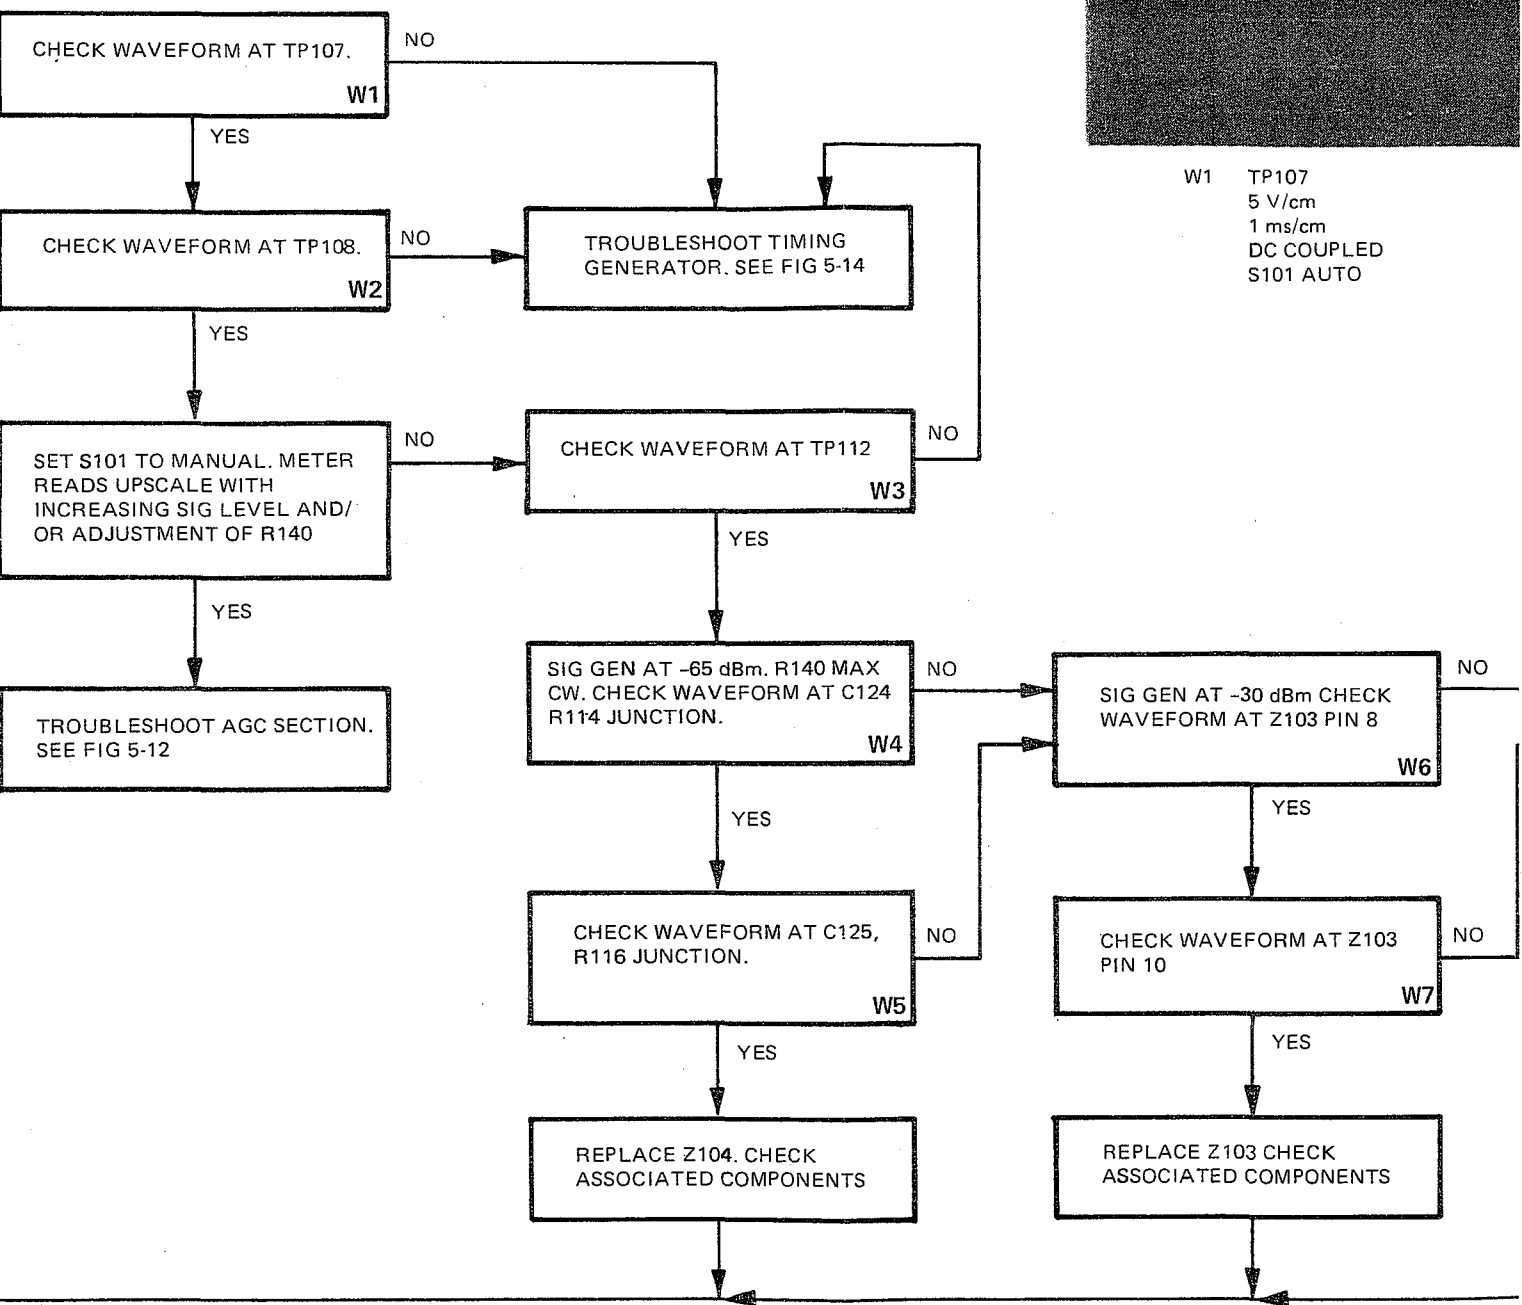 CHECK WAVEFORM AT TP107.
W1
NO
YES
CHECK WAVEFORM AT TP108.
W2
NO
YES
TROUBLESHOOT TIMING
GENERATOR. SEE FIG 5-14
W1 TP107
5 V/cm
1 ms/cm
DC COUPLED
S101 AUTO
SET S101 TO MANUAL. METER
READS UPSCALE WITH
INCREASING SIG LEVEL AND/
OR ADJUSTMENT OF R140
NO
YES
CHECK WAVEFORM AT TP112
W3
NO
YES
TROUBLESHOOT AGC SECTION.
SEE FIG 5-12
SIG GEN AT -65 dBm. R140 MAX
CW. CHECK WAVEFORM AT C124
R114 JUNCTION.
W4
NO
YES
SIG GEN AT -30 dBm CHECK
WAVEFORM AT Z103 PIN 8
W6
NO
YES
CHECK WAVEFORM AT C125,
R116 JUNCTION.
W5
NO
YES
CHECK WAVEFORM AT Z103
PIN 10
W7
NO
YES
REPLACE Z104. CHECK
ASSOCIATED COMPONENTS
REPLACE Z103 CHECK
ASSOCIATED COMPONENTS